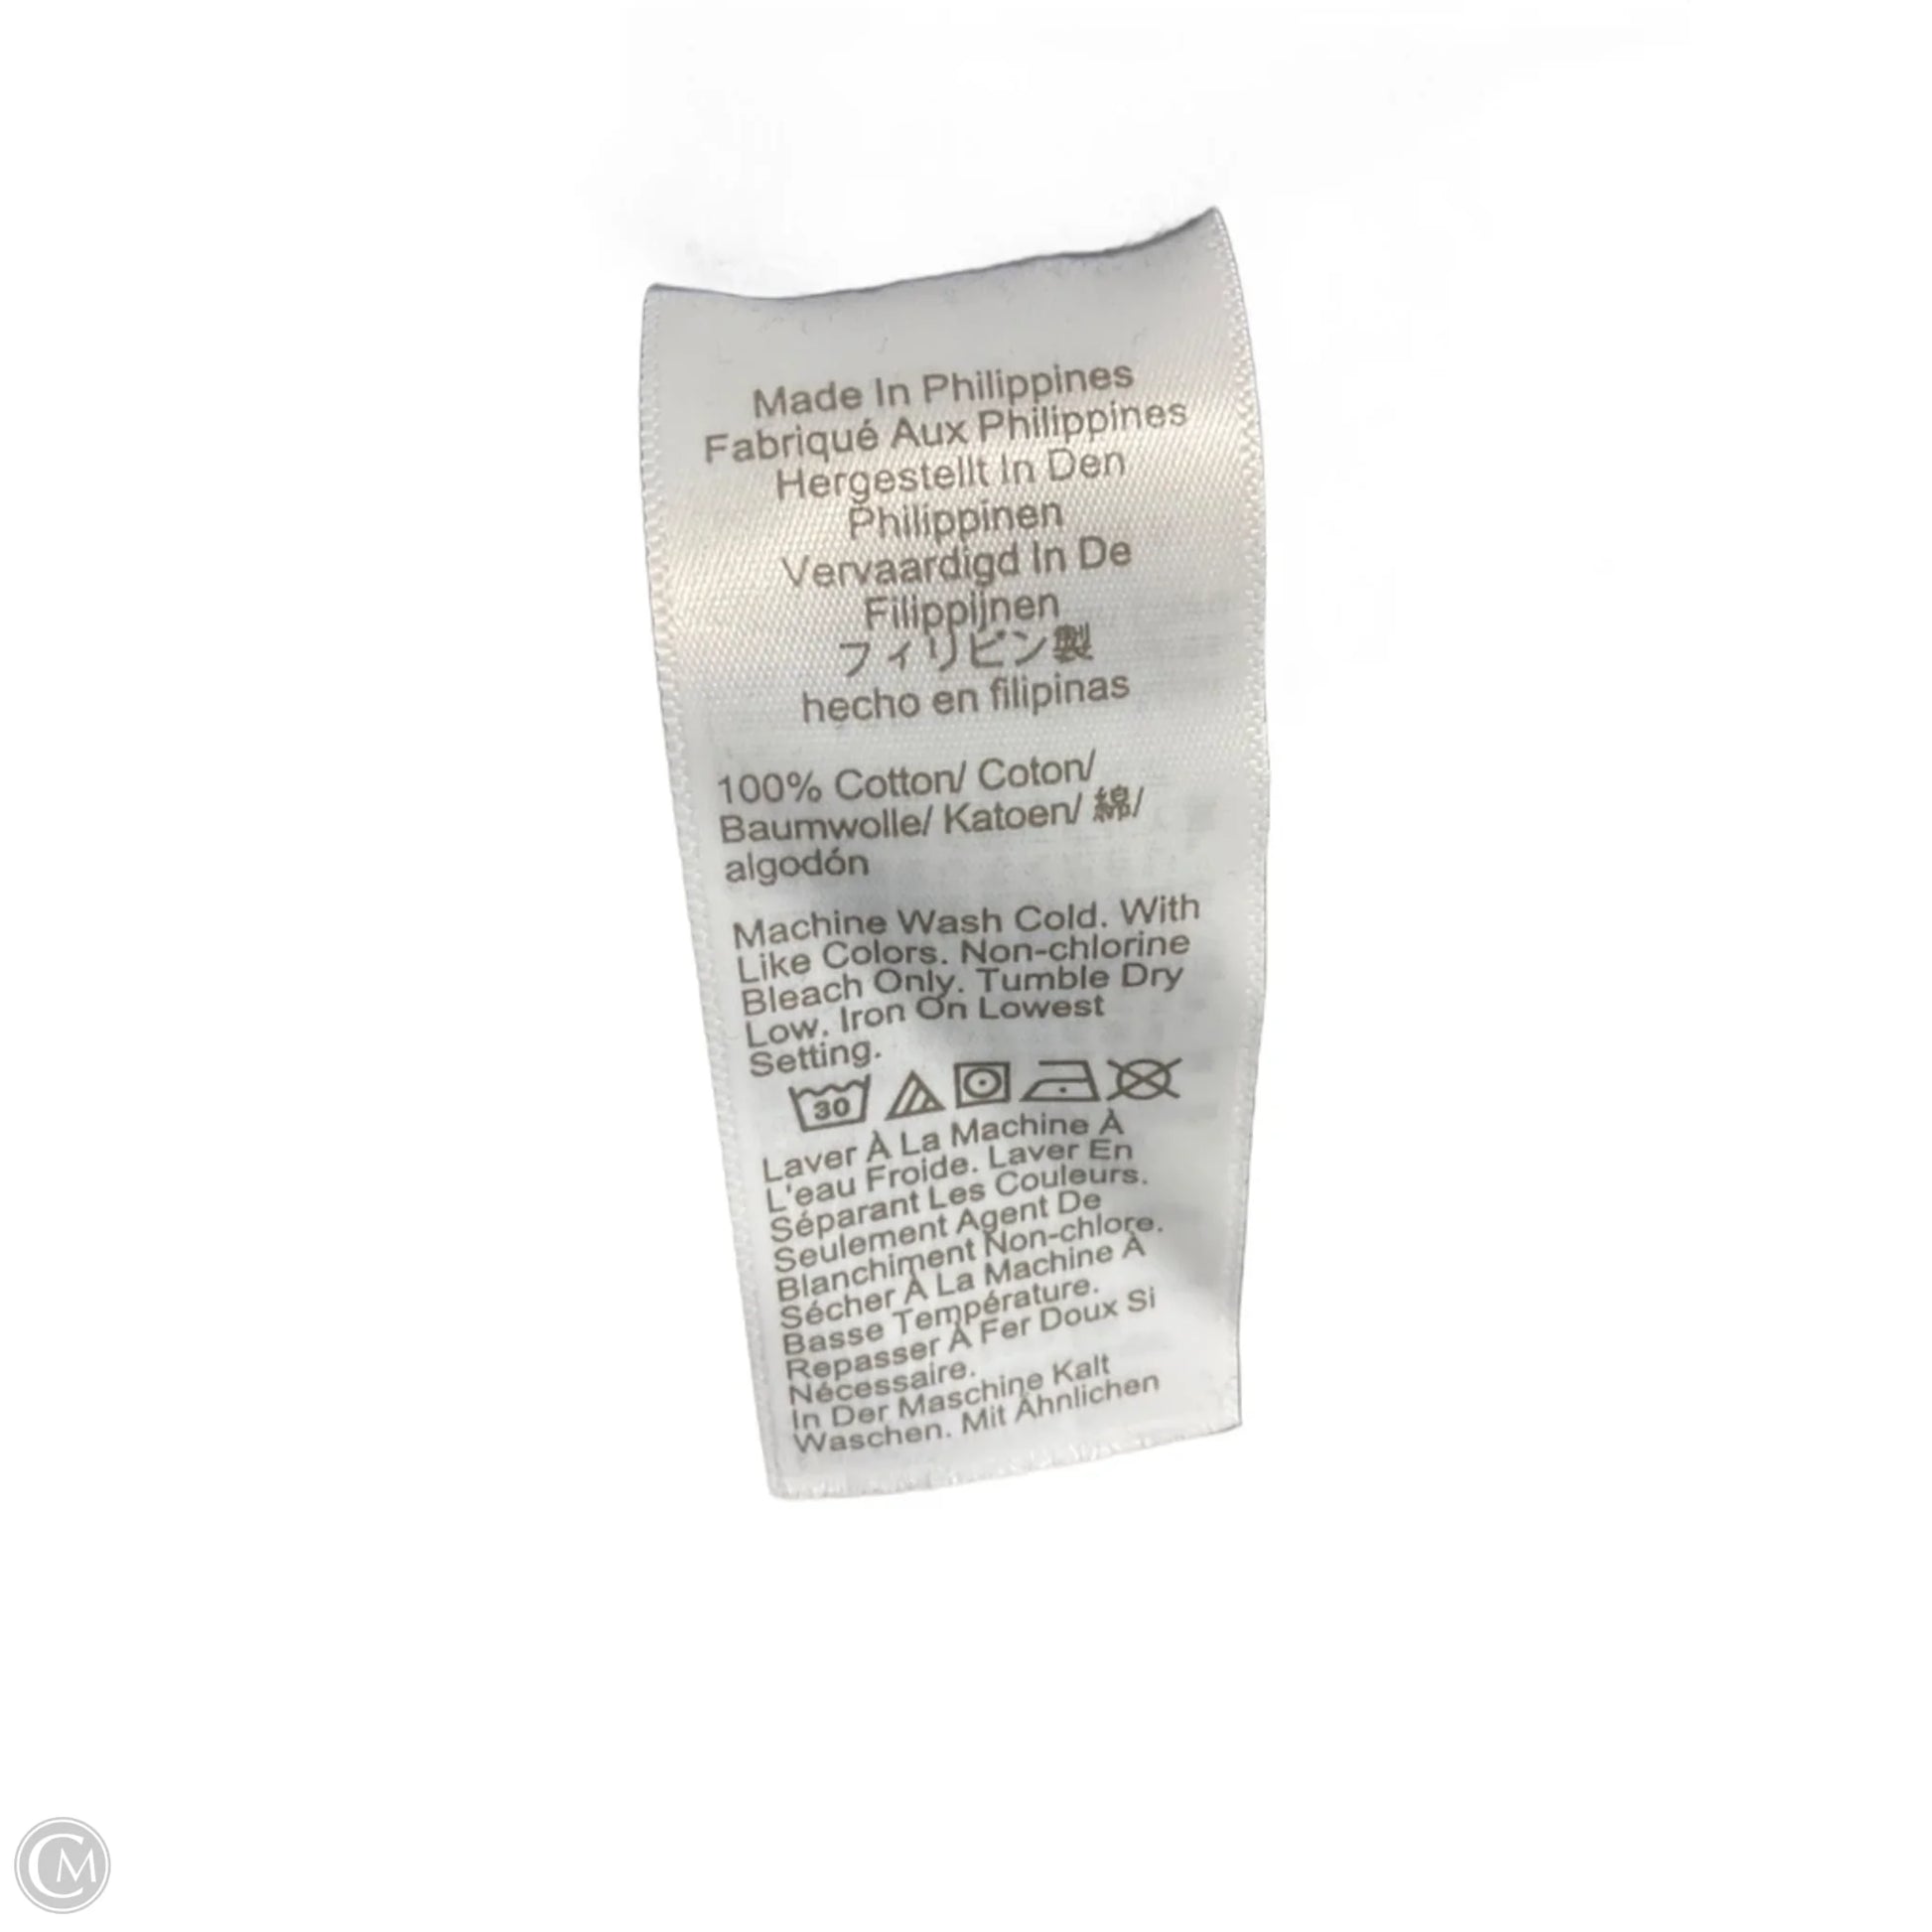 Made In Philippines
Fabriqué Aux Philippines
Hergestellt In Den
Philippinen
Vervaardigd In De
Filippijnen
フィリピン製
hecho en filipinas
100% Cotton/ Coton/
Baumwolle/ Katoen/ 綿/
algodón
Machine Wash Cold. With
Like Colors. Non-chlorine
Bleach Only. Tumble Dry
Low. Iron On Lowest
Setting.
30
Laver À La Machine À
L'eau Froide. Laver En
Séparant Les Couleurs.
Seulement Agent De
Blanchiment Non-chlore.
Sécher À La Machine À
Basse Température.
Repasser À Fer Doux Si
Nécessaire.
In Der Maschine Kalt
Waschen. Mit Ähnlichen
CM